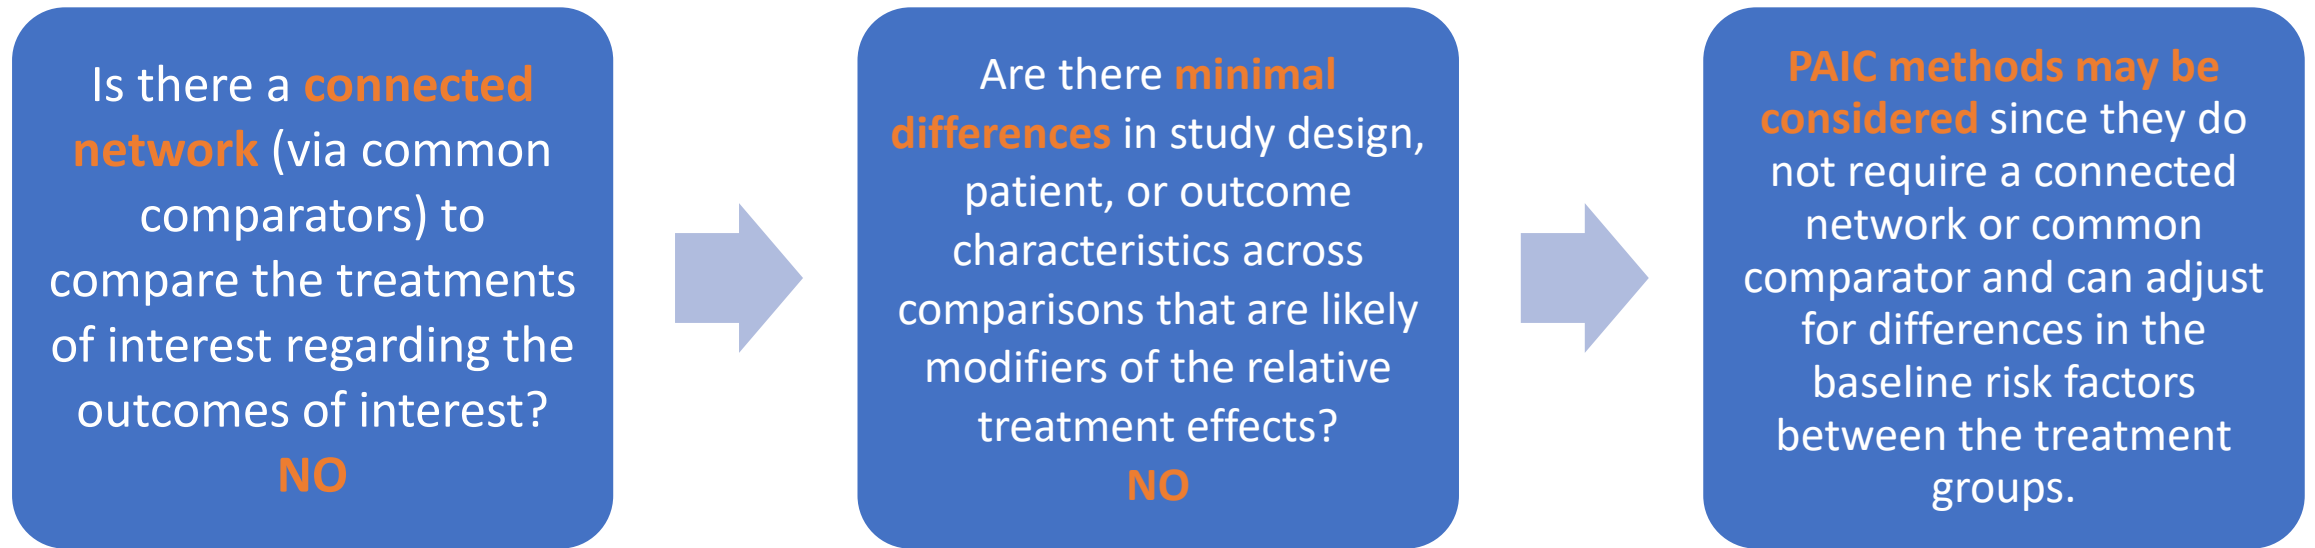 Is there a connected
network (via common
comparators) to
compare the treatments
of interest regarding the
outcomes of interest?
NO
Are there minimal
differences in study design,
patient, or outcome
characteristics across
comparisons that are likely
modifiers of the relative
treatment effects?
NO
PAIC methods may be
considered since they do
not require a connected
network or common
comparator and can adjust
for differences in the
baseline risk factors
between the treatment
groups.